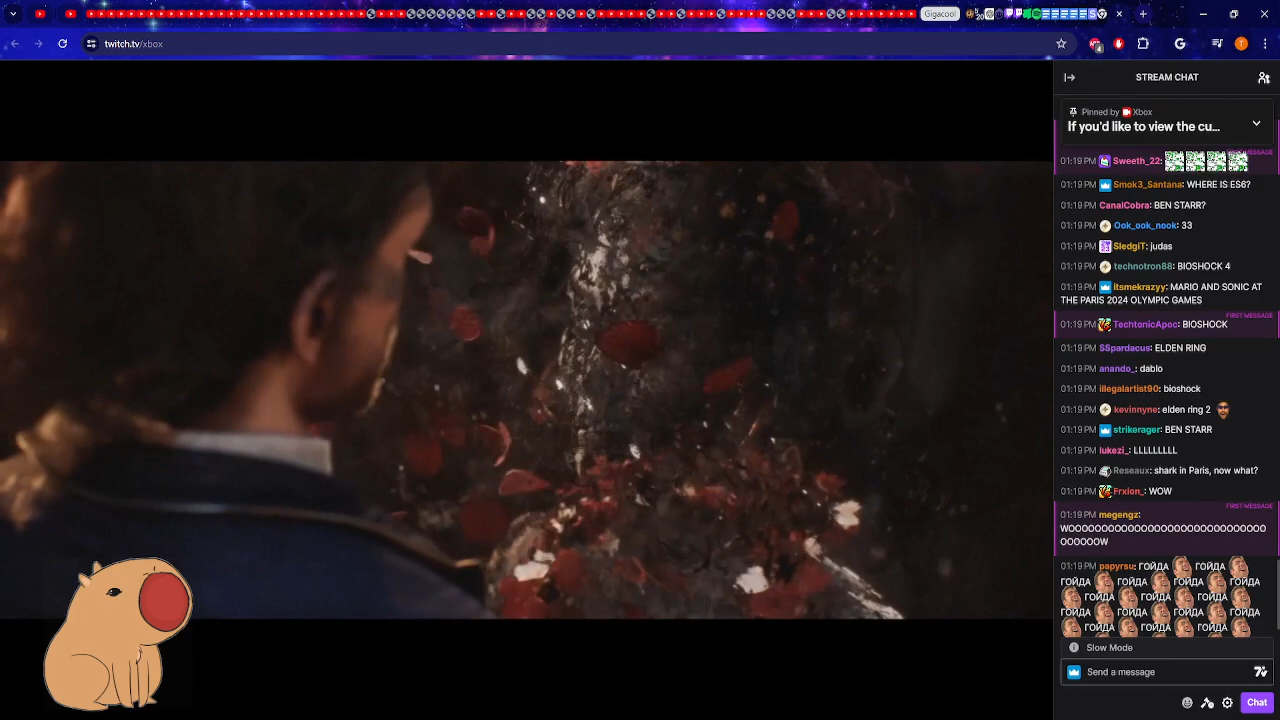 Gigacool
twitch.tv/xbox
STREAM CHAT
Pinned by Xbox
If you'd like to view the cu...
01:19 PM Sweeth_22:
01:19 PM Smok3_Santana: WHERE IS ES6?
01:19 PM CanalCobra: BEN STARR?
01:19 PM Ook_ook_nook: 33
01:19 PM SledgiT: judas
01:19 PM technotron88: BIOSHOCK 4
01:19 PM itsmekrazyy: MARIO AND SONIC AT
THE PARIS 2024 OLYMPIC GAMES
FIRST MESSAGE
01:19 PM TechtonicApoc: BIOSHOCK
01:19 PM SSpardacus: ELDEN RING
01:19 PM anando_: dablo
01:19 PM illegalartist90: bioshock
01:19 PM kevinnyne: elden ring 2
01:19 PM strikerager: BEN STARR
01:19 PM lukezi_: LLLLLLLLL
01:19 PM Reseaux: shark in Paris, now what?
01:19 PM Frxion_: WOW
FIRST MESSAGE
01:19 PM megengz:
WOOOOOOOOOOOOOOOOOOOOOOOOOOOOO
OOOOOOW
01:19 PM papyrsu: ГОЙДА ГОЙДА
ГОЙДА ГОЙДА ГОЙДА ГОЙДА
ГОЙДА ГОЙДА ГОЙДА ГОЙДА
ГОЙДА ГОЙДА ГОЙДА ГОЙДА
Slow Mode
Send a message
Chat